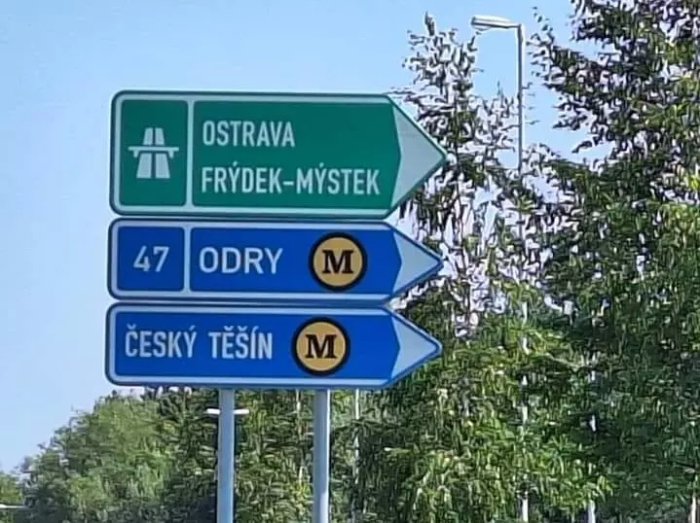 OSTRAVA
FRÝDEK-MÝSTEK
47 ODRY M
ČESKÝ TĚŠÍN M